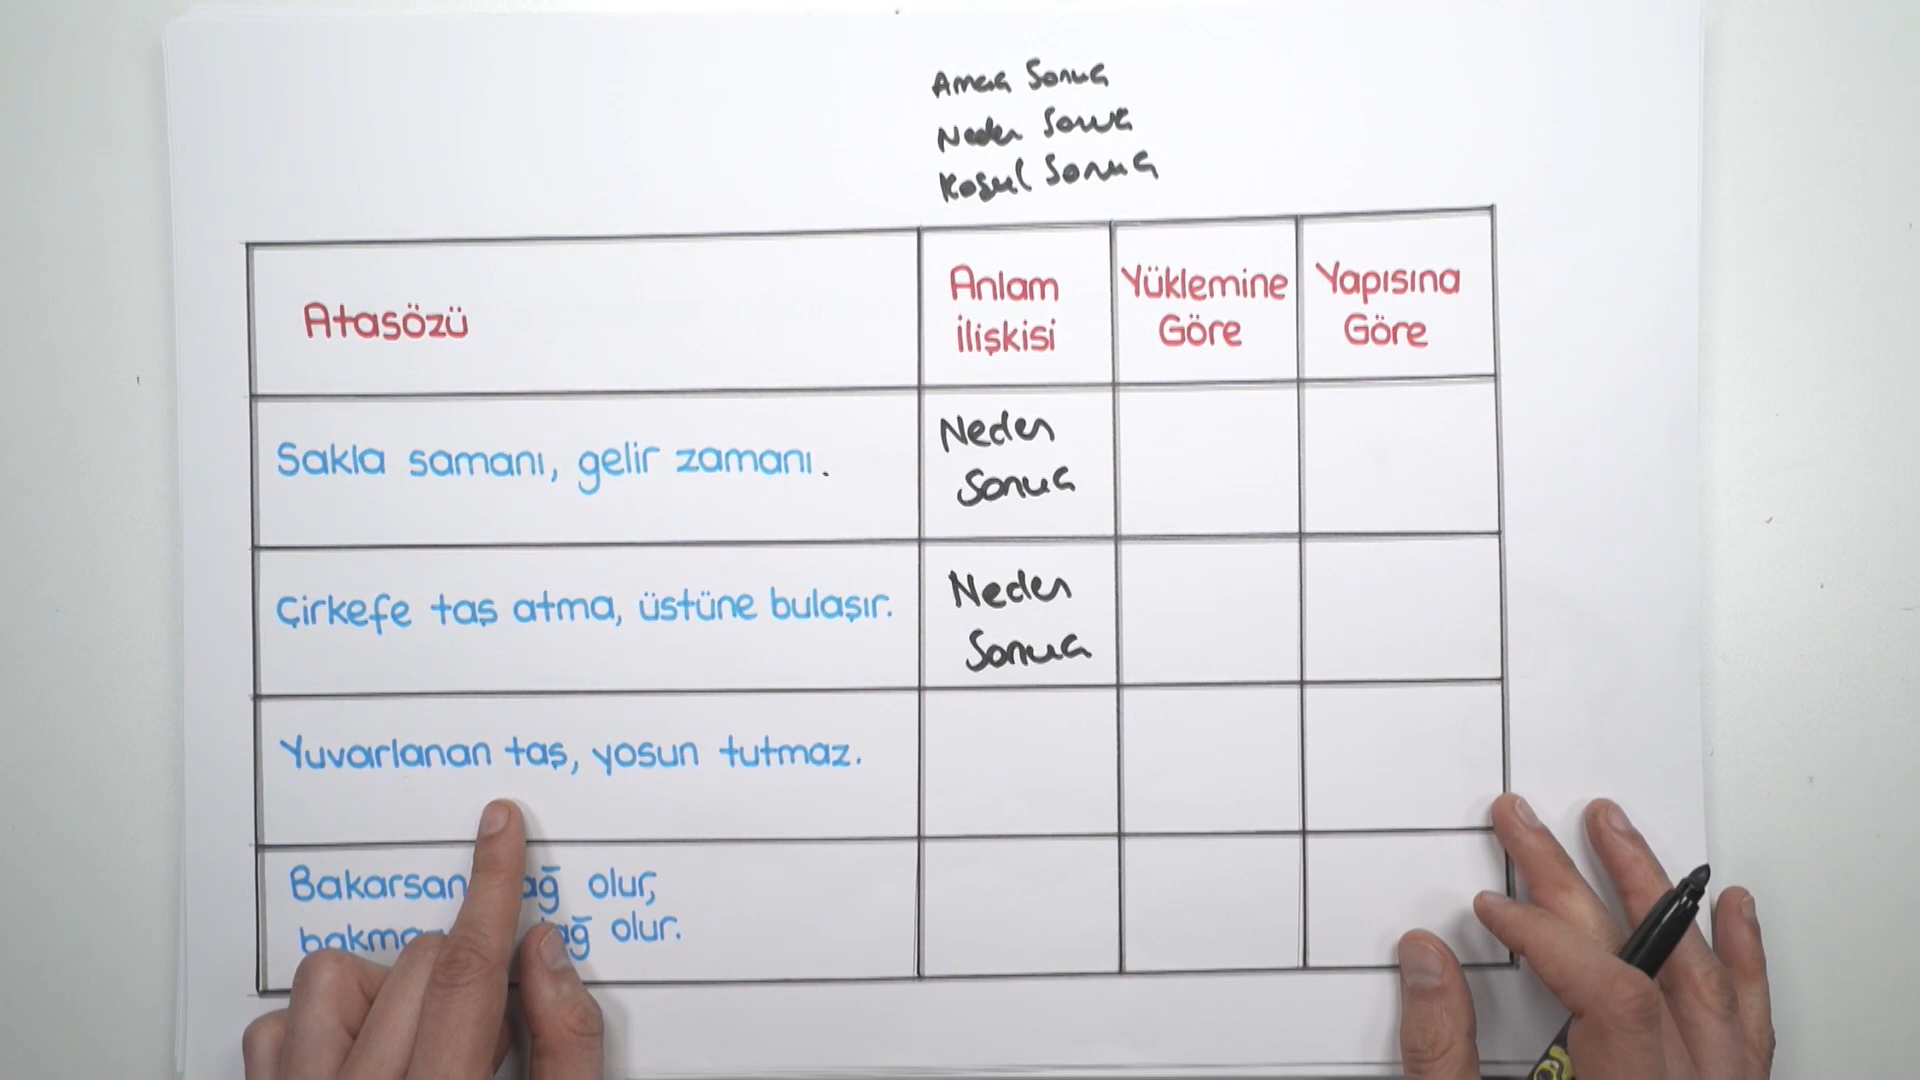 Amaç Sonuç
Neden Sonuç
Koşul Sonuç
Atasözü
Anlam
İlişkisi
Yüklemine
Göre
Yapısına
Göre
Sakla samanı, gelir zamanı.
Neden
Sonuç
Çirkefe taş atma, üstüne bulaşır.
Neden
Sonuç
Yuvarlanan taş, yosun tutmaz.
Bakarsan olur,
olur.